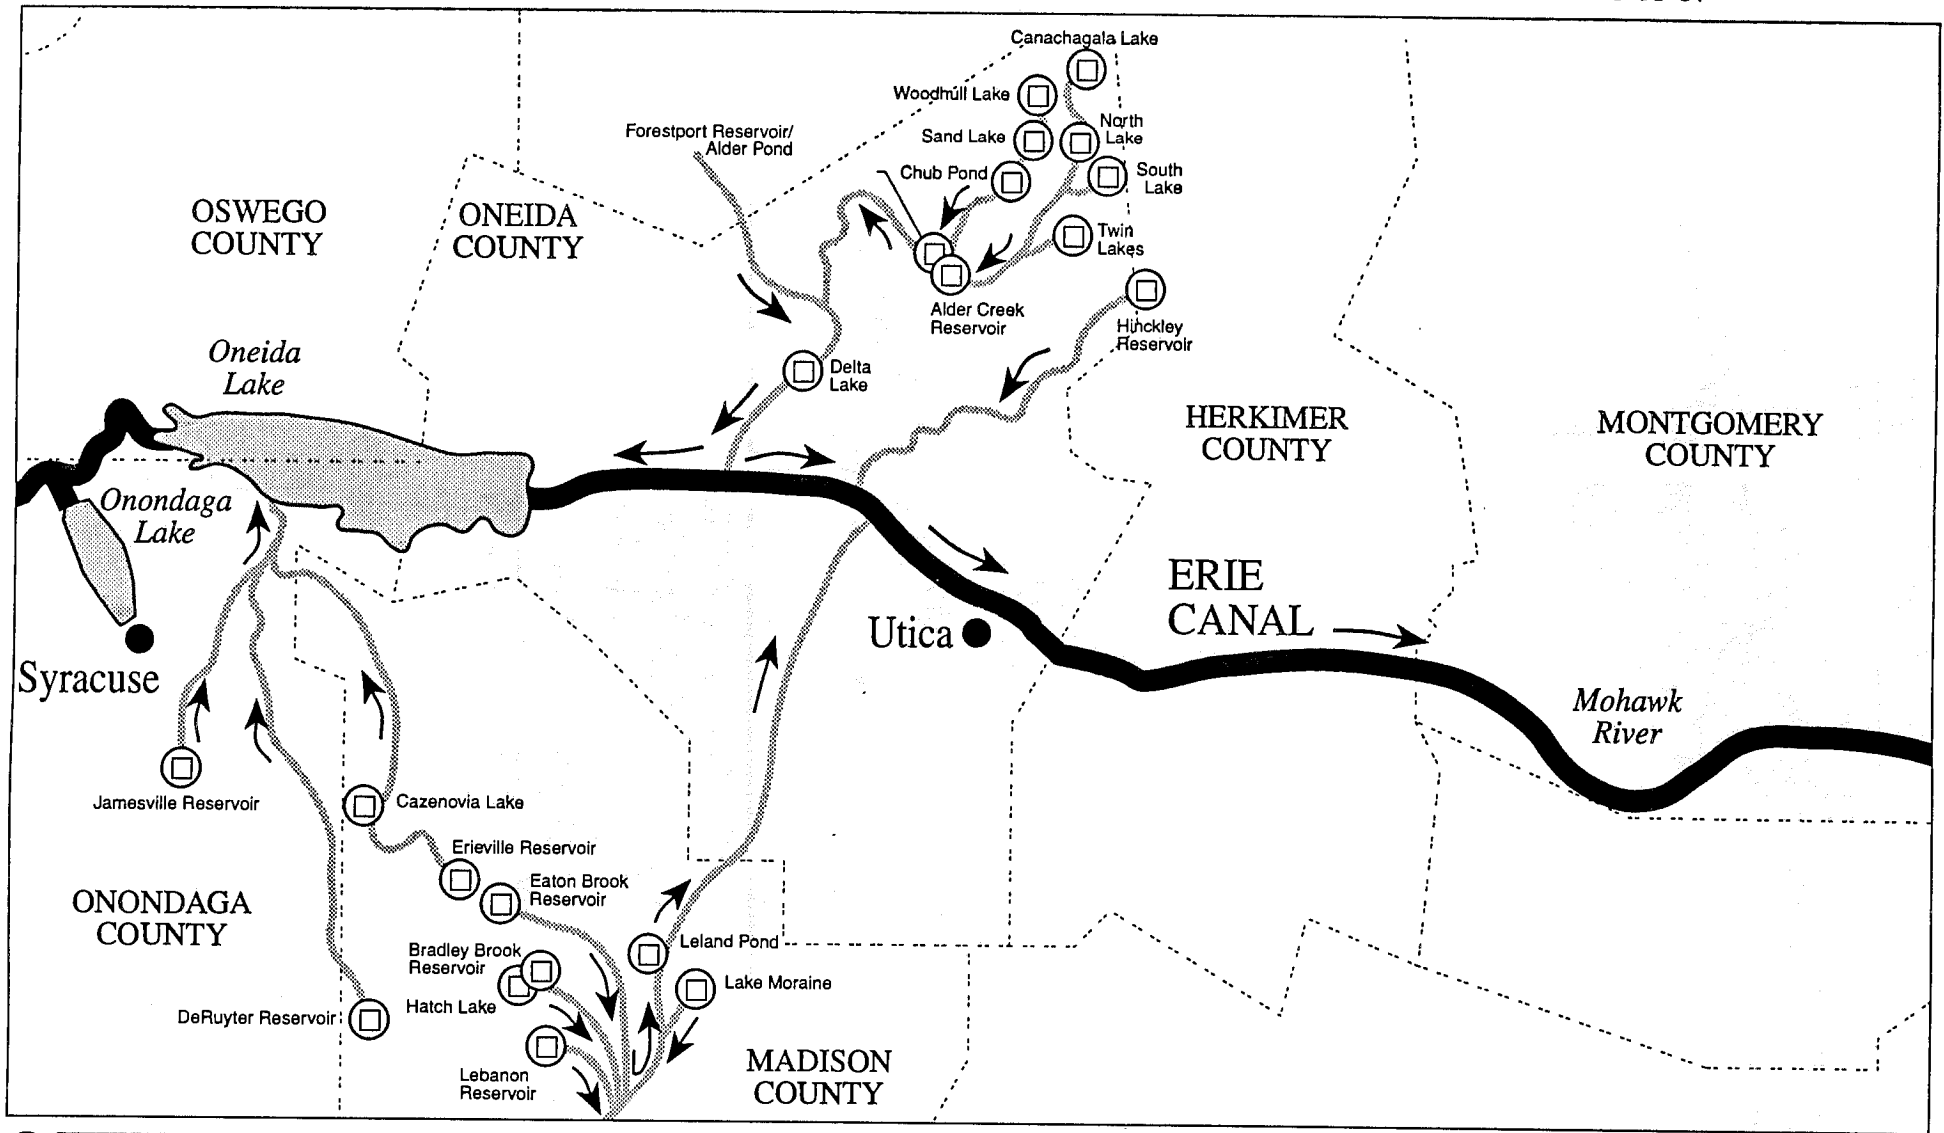 Canachagala Lake
Woodhull Lake
Forestport Reservoir/
Alder Pond
Sand Lake
North
Lake
Chub Pond
South
Lake
OSWEGO
COUNTY
ONEIDA
COUNTY
Twin
Lakes
Alder Creek
Reservoir
Hinckley
Reservoir
Oneida
Lake
Delta
Lake
HERKIMER
COUNTY
MONTGOMERY
COUNTY
Onondaga
Lake
ERIE
CANAL
Utica
Syracuse
Mohawk
River
Jamesville Reservoir
Cazenovia Lake
Erieville Reservoir
Eaton Brook
Reservoir
ONONDAGA
COUNTY
Bradley Brook
Reservoir
Leland Pond
Lake Moraine
Hatch Lake
DeRuyter Reservoir
Lebanon
Reservoir
MADISON
COUNTY